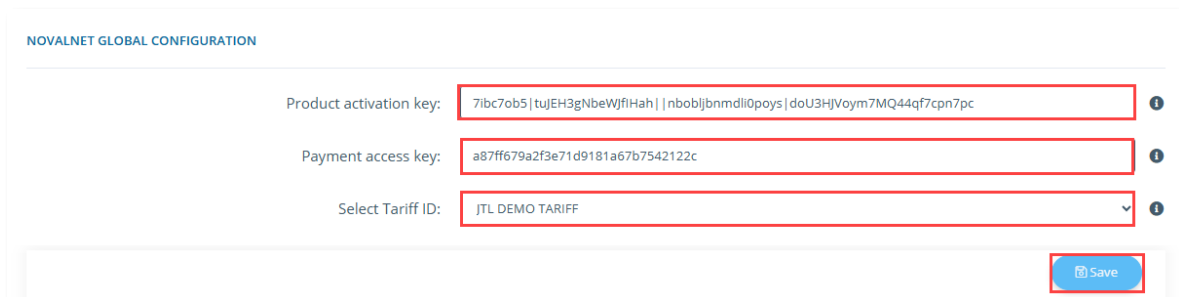 NOVALNET GLOBAL CONFIGURATION
Product activation key: 7ibc7ob5|tuJEH3gNbeWJfIHah||nbobljbnmdli0poys|doU3HJVoym7MQ44qf7cpn7pc
Payment access key: a87ff679a2f3e71d9181a67b7542122c
Select Tariff ID: JTL DEMO TARIFF
Save